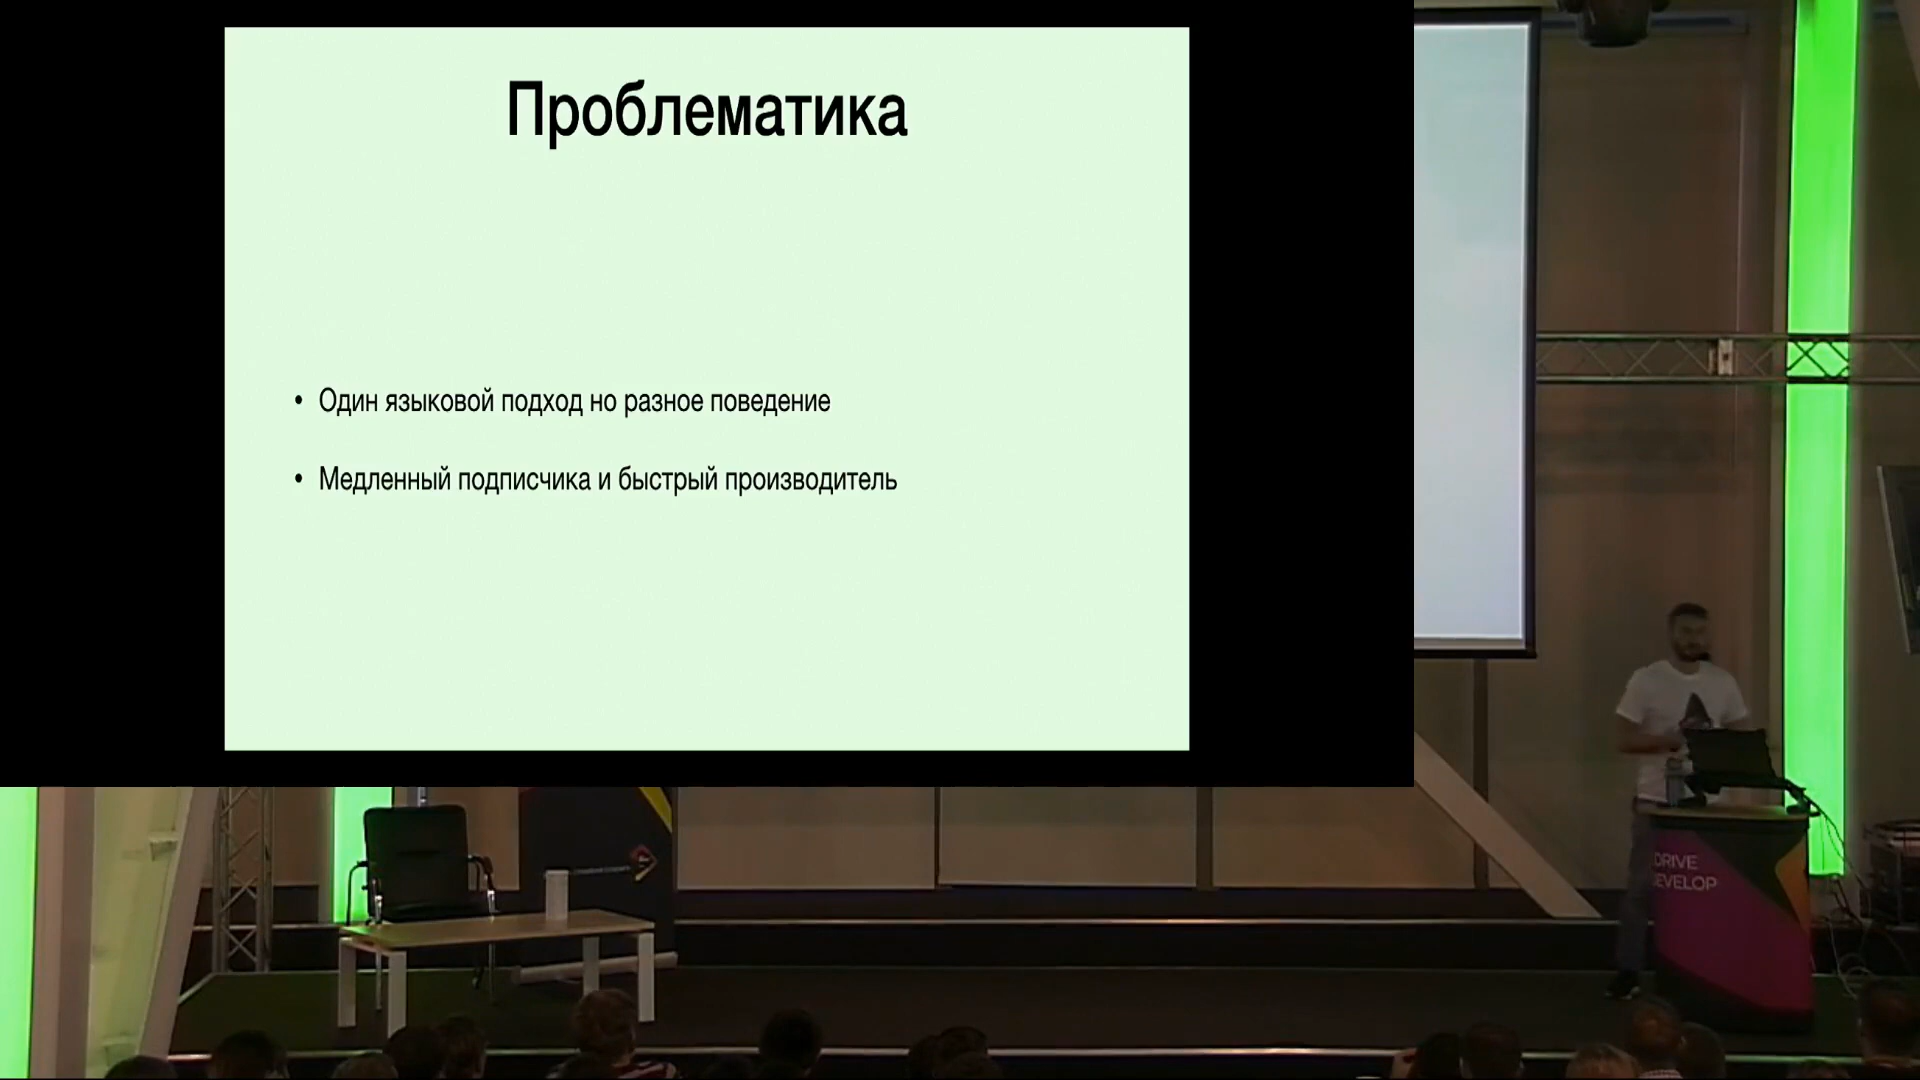 Проблематика
• Один языковой подход но разное поведение
• Медленный подписчика и быстрый производитель
DRIVE
DEVELOP